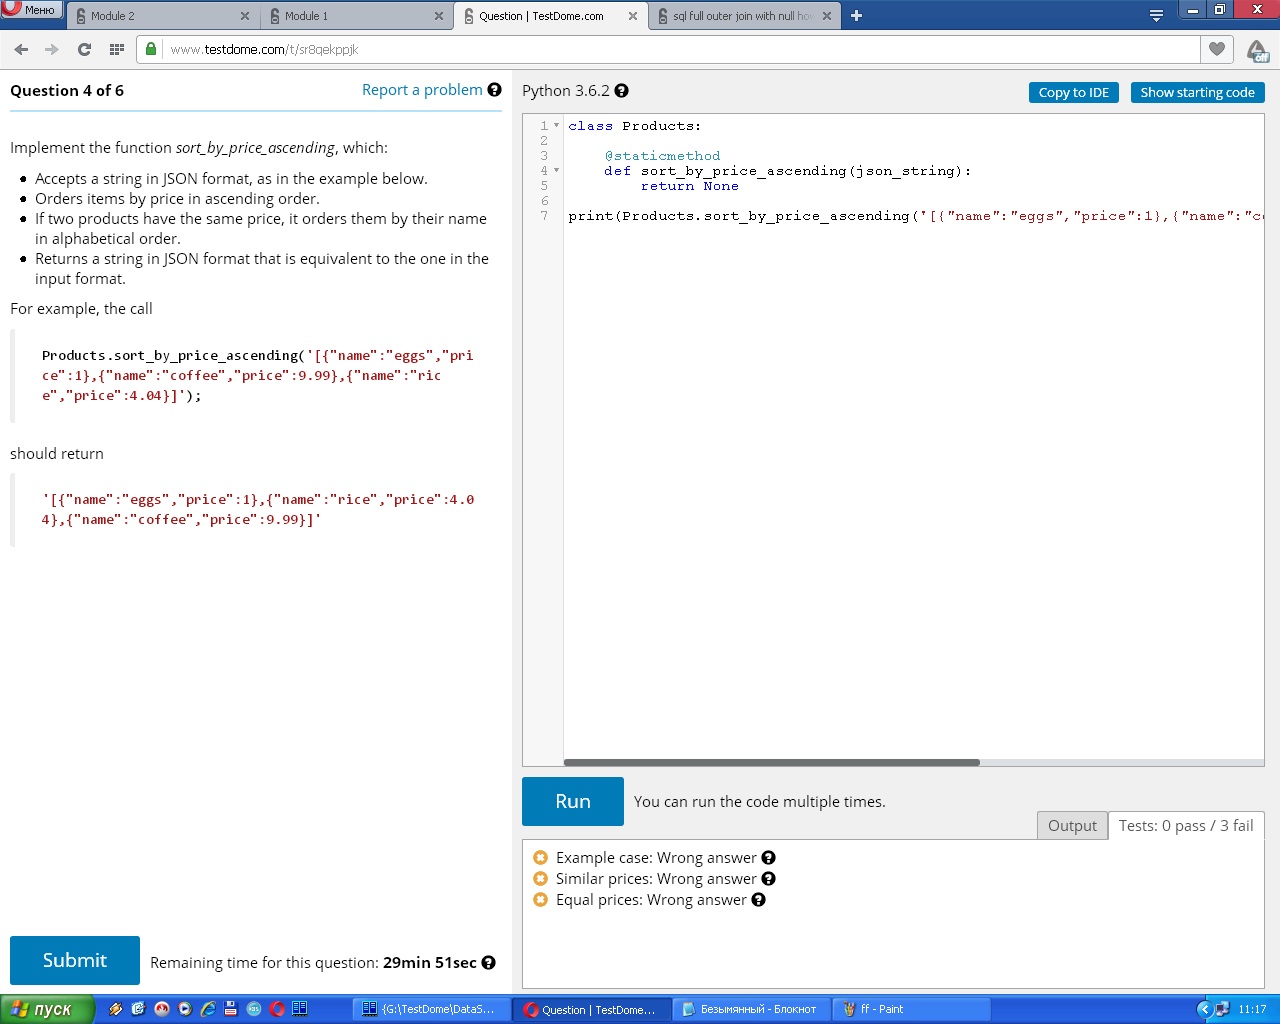 Меню
Module 2
Module 1
Question | TestDome.com
sql full outer join with null ho
www.testdome.com/t/sr8qekppjk
off
Question 4 of 6
Report a problem
Python 3.6.2
Copy to IDE
Show starting code
Implement the function sort_by_price_ascending, which:
Accepts a string in JSON format, as in the example below.
Orders items by price in ascending order.
If two products have the same price, it orders them by their name
in alphabetical order.
Returns a string in JSON format that is equivalent to the one in the
input format.
For example, the call
Products.sort_by_price_ascending('[{"name":"eggs","pri
ce":1},{"name":"coffee","price":9.99},{"name":"ric
e","price":4.04}]');
should return
'[{"name":"eggs","price":1},{"name":"rice","price":4.0
4},{"name":"coffee","price":9.99}]'
1 class Products:
2
3 @staticmethod
4 def sort_by_price_ascending(json_string):
5 return None
6
7 print(Products.sort_by_price_ascending('[{"name":"eggs","price":1},{"name":"co
Run
You can run the code multiple times.
Output
Tests: 0 pass / 3 fail
Example case: Wrong answer
Similar prices: Wrong answer
Equal prices: Wrong answer
Submit
Remaining time for this question: 29min 51sec
пуск
{G:\TestDome\DataS...
Question | TestDome...
Безымянный - Блокнот
ff - Paint
11:17